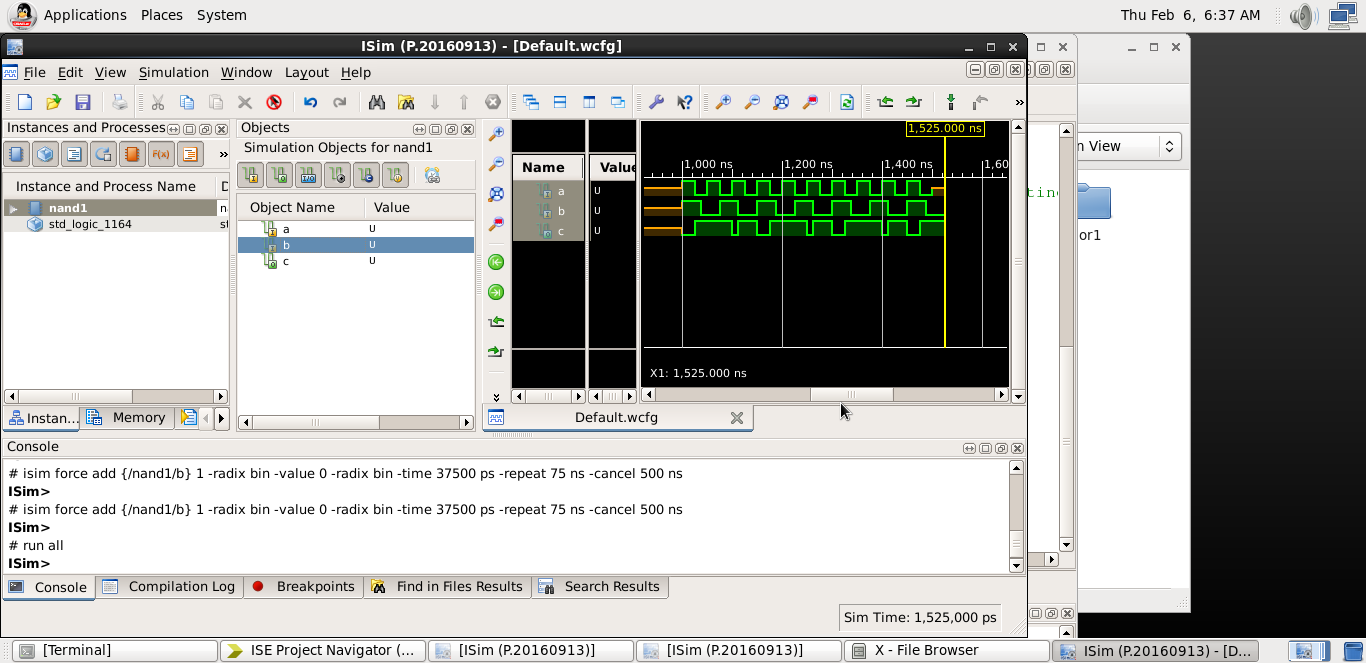 Applications Places System Thu Feb 6, 6:37 AM
ISim (P.20160913) - [Default.wcfg]
File Edit View Simulation Window Layout Help
Instances and Processes
Objects
Simulation Objects for nand1
n View
F(x)
»
»
Instance and Process Name D
nand1 n
std_logic_1164 st
Object Name Value
a U
b U
c U
Name Value
a U
b U
c U
1,525.000 ns
1,000 ns 1,200 ns 1,400 ns 1,60
X1: 1,525.000 ns
or1
Instan... Memory
Default.wcfg
Console
# isim force add {/nand1/b} 1 -radix bin -value 0 -radix bin -time 37500 ps -repeat 75 ns -cancel 500 ns
ISim>
# isim force add {/nand1/b} 1 -radix bin -value 0 -radix bin -time 37500 ps -repeat 75 ns -cancel 500 ns
ISim>
# run all
ISim>
Console Compilation Log Breakpoints Find in Files Results Search Results
Sim Time: 1,525,000 ps
[Terminal] ISE Project Navigator (... [ISim (P.20160913)] [ISim (P.20160913)] X - File Browser ISim (P.20160913) - [D...